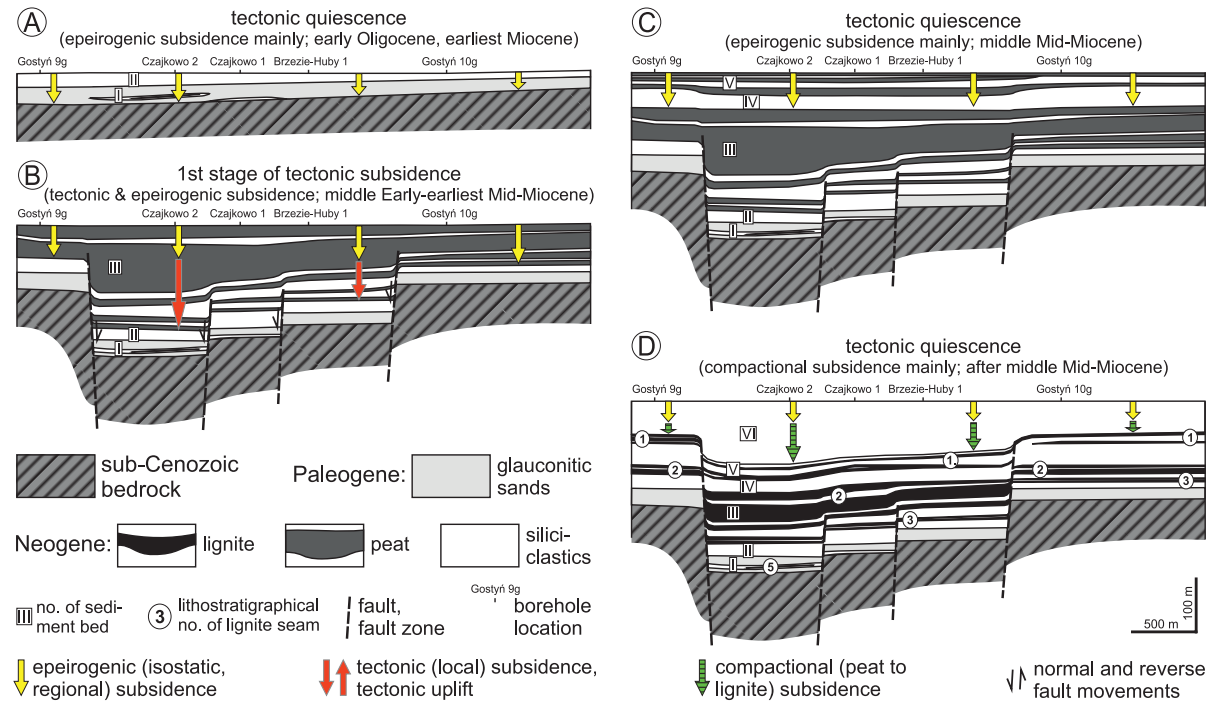 A
tectonic quiescence
(epeirogenic subsidence mainly; early Oligocene, earliest Miocene)
Gostyń 9g Czajkowo 2 Czajkowo 1 Brzezie-Huby 1 Gostyń 10g
II
I
B
1st stage of tectonic subsidence
(tectonic & epeirogenic subsidence; middle Early-earliest Mid-Miocene)
Gostyń 9g Czajkowo 2 Czajkowo 1 Brzezie-Huby 1 Gostyń 10g
III
II
I
C
tectonic quiescence
(epeirogenic subsidence mainly; middle Mid-Miocene)
Gostyń 9g Czajkowo 2 Czajkowo 1 Brzezie-Huby 1 Gostyń 10g
V
IV
III
II
I
D
tectonic quiescence
(compactional subsidence mainly; after middle Mid-Miocene)
Gostyń 9g Czajkowo 2 Czajkowo 1 Brzezie-Huby 1 Gostyń 10g
VI
1 1. 1
V
2 2 2
IV
3
III
3
II
I
5
100 m
500 m
sub-Cenozoic
bedrock
Paleogene:
glauconitic
sands
Neogene:
lignite
peat
silici-
clastics
III
no. of sedi-
ment bed
3
lithostratigraphical
no. of lignite seam
fault,
fault zone
Gostyń 9g
borehole
location
epeirogenic (isostatic,
regional) subsidence
tectonic (local) subsidence,
tectonic uplift
compactional (peat to
lignite) subsidence
normal and reverse
fault movements